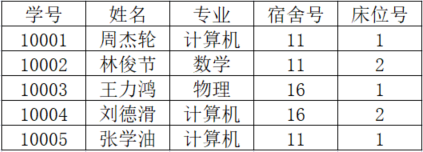 学号 姓名 专业 宿舍号 床位号
10001 周杰轮 计算机 11 1
10002 林俊节 数学 11 2
10003 王力鸿 物理 16 1
10004 刘德滑 计算机 16 2
10005 张学油 计算机 11 1